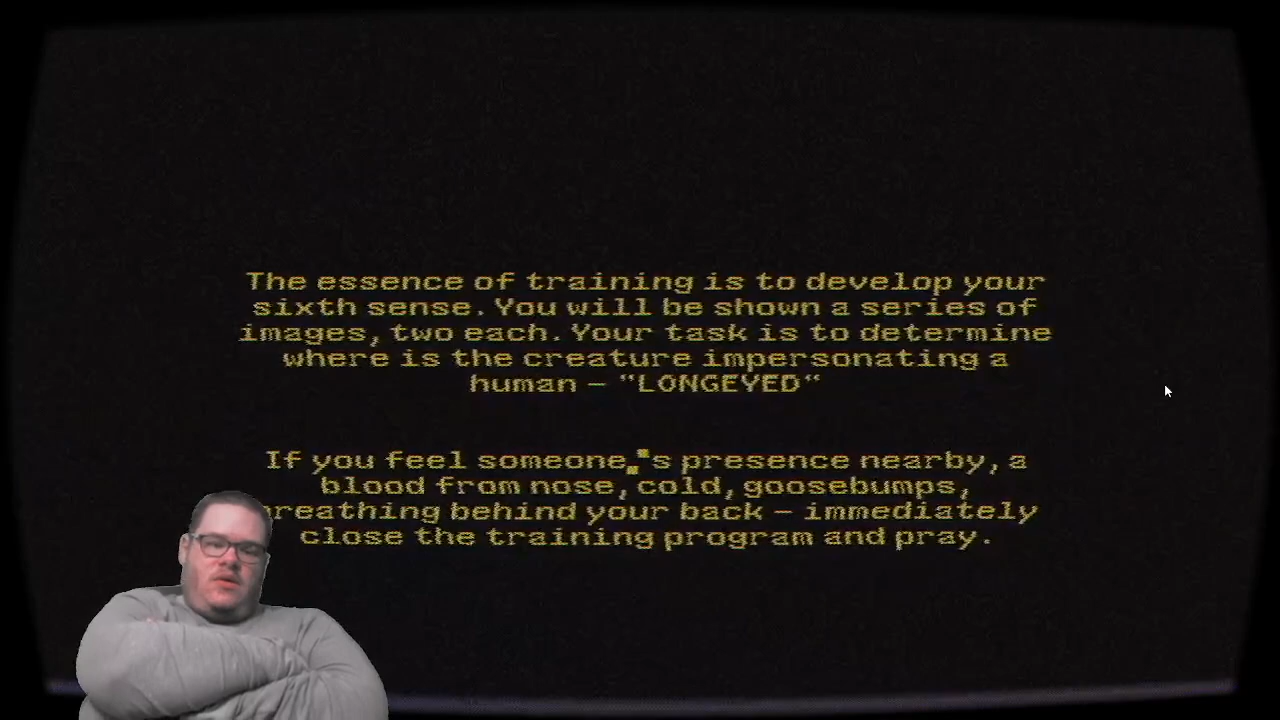 The essence of training is to develop your
sixth sense. You will be shown a series of
images, two each. Your task is to determine
where is the creature impersonating a
human - "LONGEYED"
If you feel someone„"s presence nearby, a
blood from nose, cold, goosebumps,
breathing behind your back - immediately
close the training program and pray.